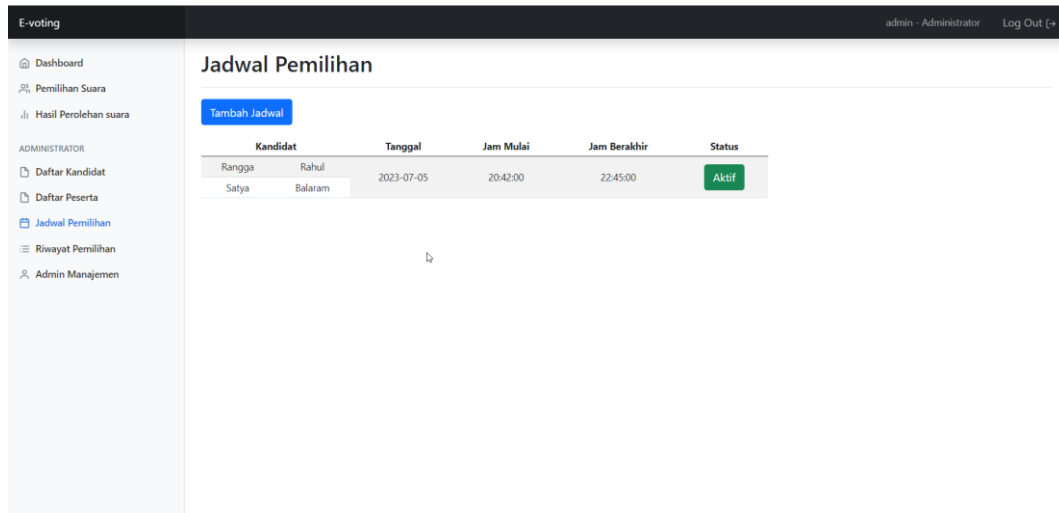 E-voting
admin - Administrator Log Out
Dashboard
Pemilihan Suara
Hasil Perolehan suara
ADMINISTRATOR
Daftar Kandidat
Daftar Peserta
Jadwal Pemilihan
Riwayat Pemilihan
Admin Manajemen
Jadwal Pemilihan
Tambah Jadwal
Kandidat Tanggal Jam Mulai Jam Berakhir Status
Rangga Rahul 2023-07-05 20:42:00 22:45:00 Aktif
Satya Balaram